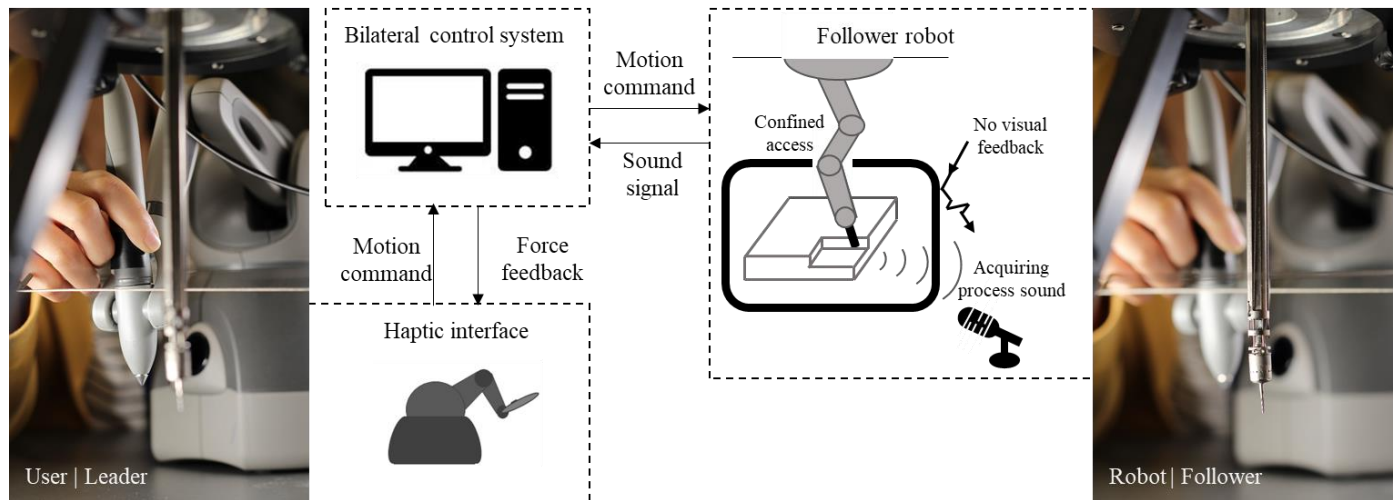 User | Leader
Bilateral control system
Motion
command
Sound
signal
Motion
command
Force
feedback
Haptic interface
Follower robot
Confined
access
No visual
feedback
Acquiring
process sound
Robot | Follower